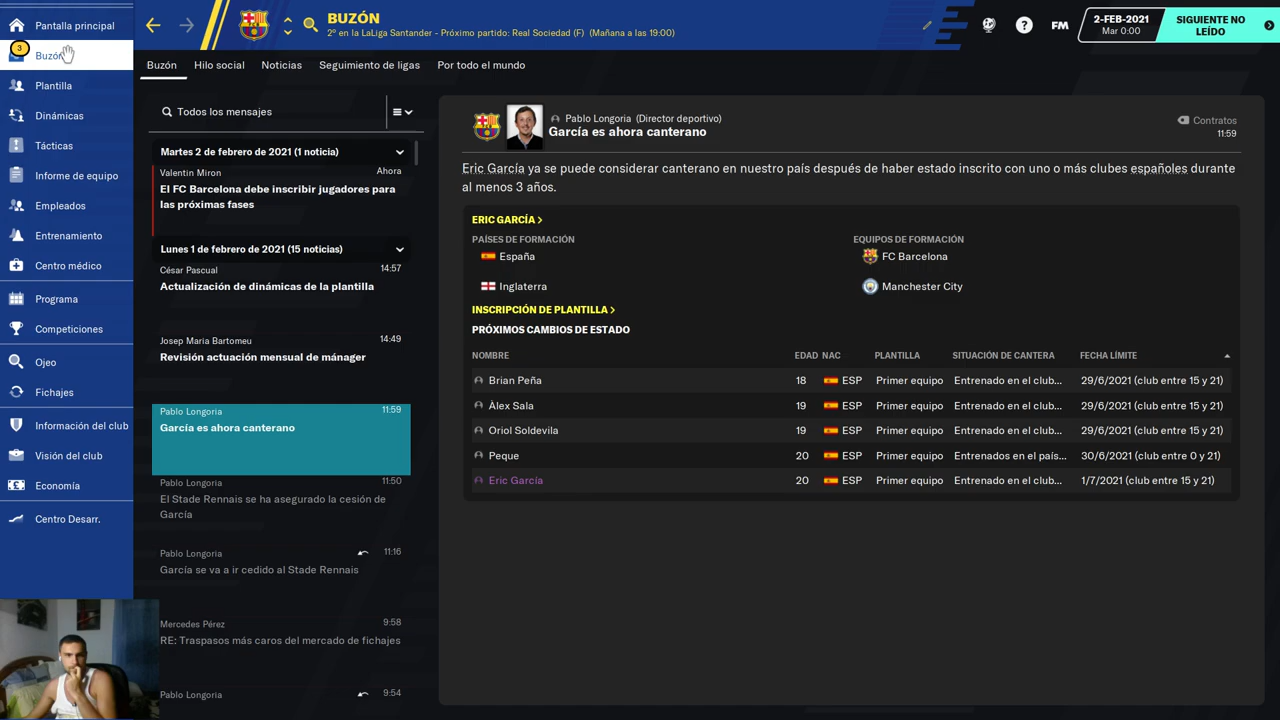 Pantalla principal
3
Buzón
Plantilla
Dinámicas
Tácticas
Informe de equipo
Empleados
Entrenamiento
Centro médico
Programa
Competiciones
Ojeo
Fichajes
Información del club
Visión del club
Economía
Centro Desarr.
BUZÓN
2º en la LaLiga Santander - Próximo partido: Real Sociedad (F) (Mañana a las 19:00)
?
FM
2-FEB-2021
Mar 0:00
SIGUIENTE NO LEÍDO
Buzón Hilo social Noticias Seguimiento de ligas Por todo el mundo
Todos los mensajes
Martes 2 de febrero de 2021 (1 noticia)
Valentin Miron Ahora
El FC Barcelona debe inscribir jugadores para
las próximas fases
Lunes 1 de febrero de 2021 (15 noticias)
César Pascual 14:57
Actualización de dinámicas de la plantilla
Josep Maria Bartomeu 14:49
Revisión actuación mensual de mánager
Pablo Longoria 11:59
García es ahora canterano
Pablo Longoria 11:50
El Stade Rennais se ha asegurado la cesión de
García
Pablo Longoria 11:16
García se va a ir cedido al Stade Rennais
Mercedes Pérez 9:58
RE: Traspasos más caros del mercado de fichajes
Pablo Longoria 9:54
Pablo Longoria (Director deportivo)
García es ahora canterano
Contratos
11:59
Eric García ya se puede considerar canterano en nuestro país después de haber estado inscrito con uno o más clubes españoles durante
al menos 3 años.
ERIC GARCÍA >
PAÍSES DE FORMACIÓN EQUIPOS DE FORMACIÓN
España FC Barcelona
Inglaterra Manchester City
INSCRIPCIÓN DE PLANTILLA >
PRÓXIMOS CAMBIOS DE ESTADO
NOMBRE EDAD NAC PLANTILLA SITUACIÓN DE CANTERA FECHA LÍMITE
Brian Peña 18 ESP Primer equipo Entrenado en el club... 29/6/2021 (club entre 15 y 21)
Àlex Sala 19 ESP Primer equipo Entrenado en el club... 29/6/2021 (club entre 15 y 21)
Oriol Soldevila 19 ESP Primer equipo Entrenado en el club... 29/6/2021 (club entre 15 y 21)
Peque 20 ESP Primer equipo Entrenados en el país... 30/6/2021 (club entre 0 y 21)
Eric García 20 ESP Primer equipo Entrenado en el club... 1/7/2021 (club entre 15 y 21)